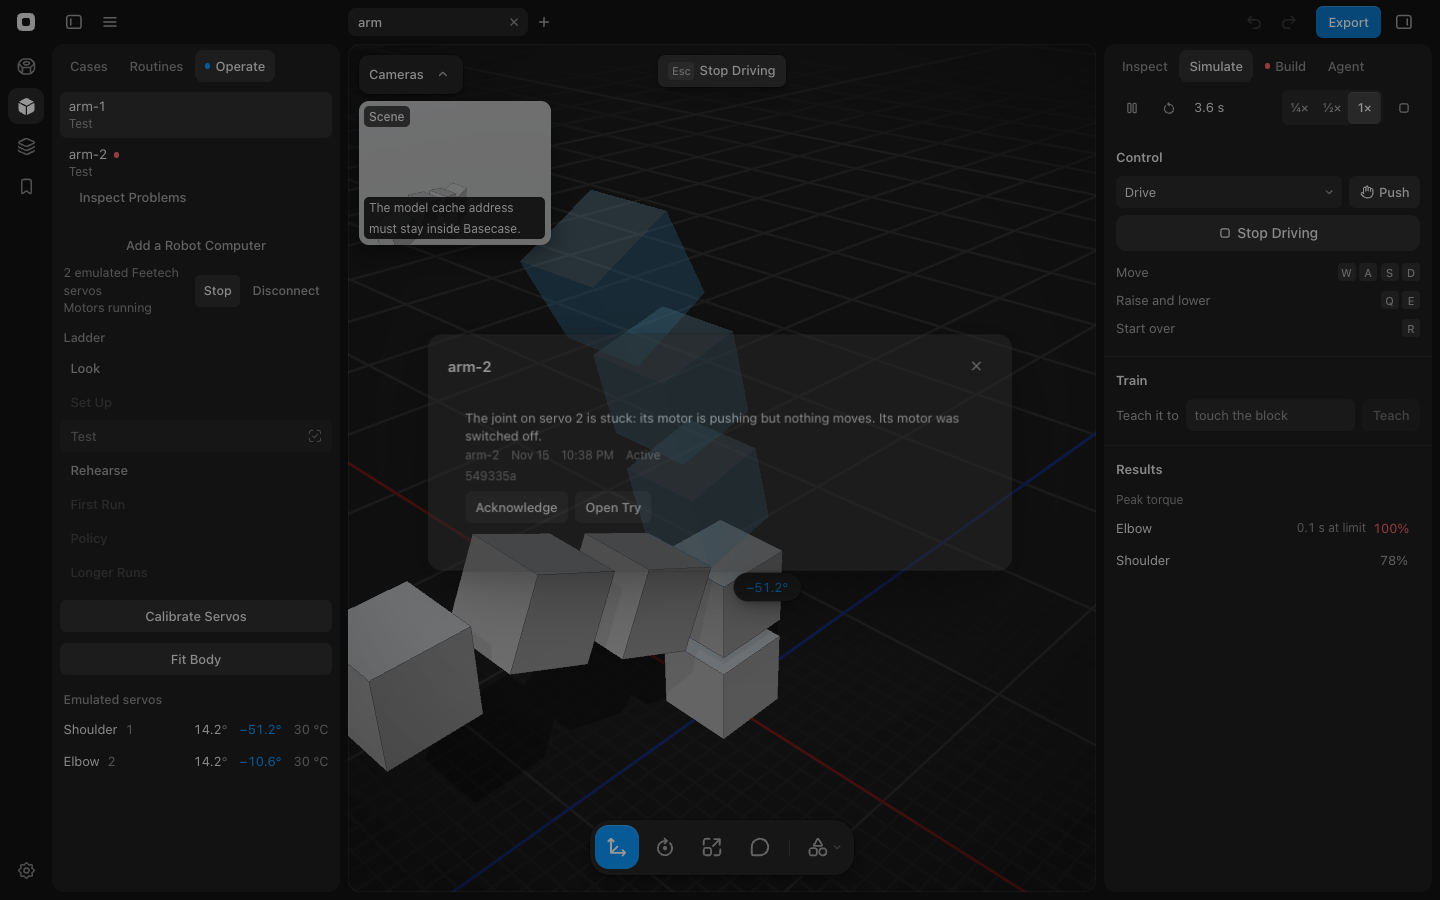 arm
Export
Cases
Routines
Operate
arm-1
Test
arm-2
Test
Inspect Problems
Add a Robot Computer
2 emulated Feetech
servos
Motors running
Stop
Disconnect
Ladder
Look
Set Up
Test
Rehearse
First Run
Policy
Longer Runs
Calibrate Servos
Fit Body
Emulated servos
Shoulder 1 14.2° −51.2° 30 °C
Elbow 2 14.2° −10.6° 30 °C
Cameras
Esc Stop Driving
Scene
The model cache address
must stay inside Basecase.
arm-2
The joint on servo 2 is stuck: its motor is pushing but nothing moves. Its motor was
switched off.
arm-2 Nov 15 10:38 PM Active
549335a
Acknowledge
Open Try
−51.2°
Inspect
Simulate
Build
Agent
3.6 s
¼×
½×
1×
Control
Drive
Push
Stop Driving
Move W A S D
Raise and lower Q E
Start over R
Train
Teach it to touch the block Teach
Results
Peak torque
Elbow 0.1 s at limit 100%
Shoulder 78%